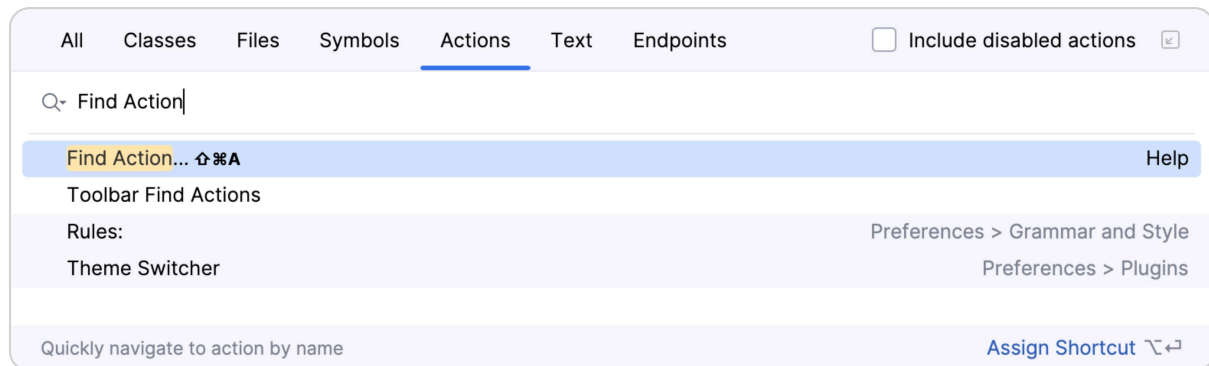 All Classes Files Symbols Actions Text Endpoints Include disabled actions
Find Action
Find Action... ⇧⌘A Help
Toolbar Find Actions
Rules: Preferences > Grammar and Style
Theme Switcher Preferences > Plugins
Quickly navigate to action by name Assign Shortcut ⌥↩